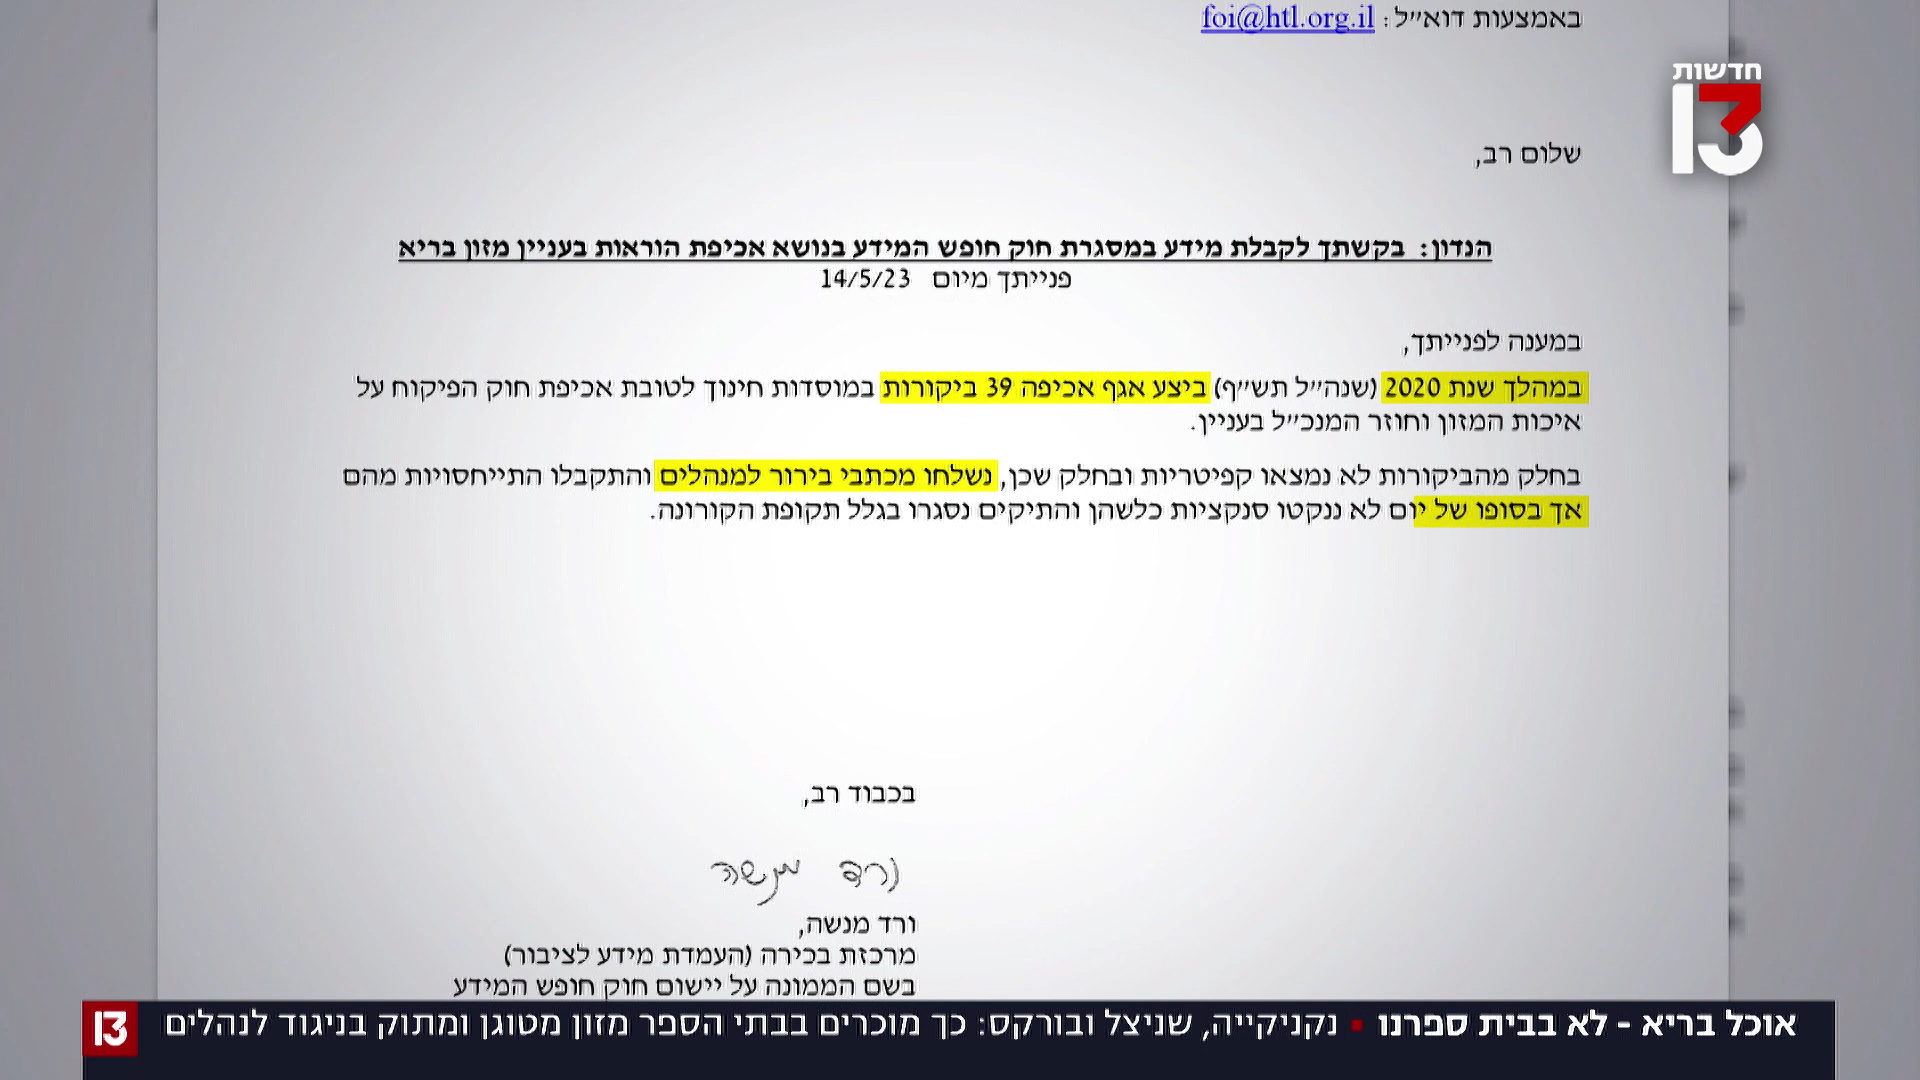 באמצעות דוא״ל : foi@htl.org.il
חדשות
13
שלום רב,
הנדון: בקשתך לקבלת מידע במסגרת חוק חופש המידע בנושא אכיפת הוראות בעניין מזון בריא
פנייתך מיום 14/5/23
במענה לפנייתך,
במהלך שנת 2020 (שנה״ל תש״ף) ביצע אגף אכיפה 39 ביקורות במוסדות חינוך לטובת אכיפת חוק הפיקוח על
איכות המזון וחוזר המנכ״ל בעניין.
בחלק מהביקורות לא נמצאו קפיטריות ובחלק שכן, נשלחו מכתבי בירור למנהלים והתקבלו התייחסויות מהם
אך בסופו של יום לא ננקטו סנקציות כלשהן והתיקים נסגרו בגלל תקופת הקורונה.
בכבוד רב,
ורד מנשה
ורד מנשה,
מרכזת בכירה (העמדת מידע לציבור)
בשם הממונה על יישום חוק חופש המידע
אוכל בריא - לא בבית ספרנו ▪ נקניקייה, שניצל ובורקס: כך מוכרים בבתי הספר מזון מטוגן ומתוק בניגוד לנהלים
13